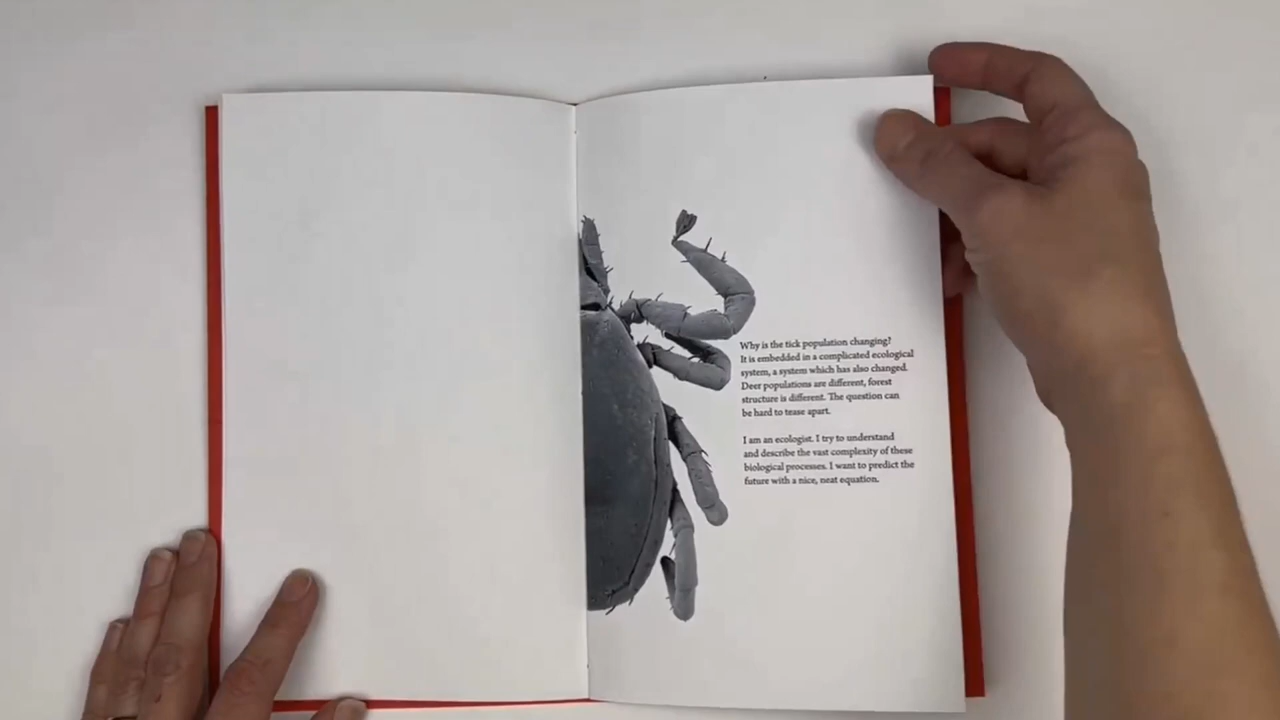 Why is the tick population changing?
It is embedded in a complicated ecological
system, a system which has also changed.
Deer populations are different, forest
structure is different. The question can
be hard to tease apart.
I am an ecologist. I try to understand
and describe the vast complexity of these
biological processes. I want to predict the
future with a nice, neat equation.